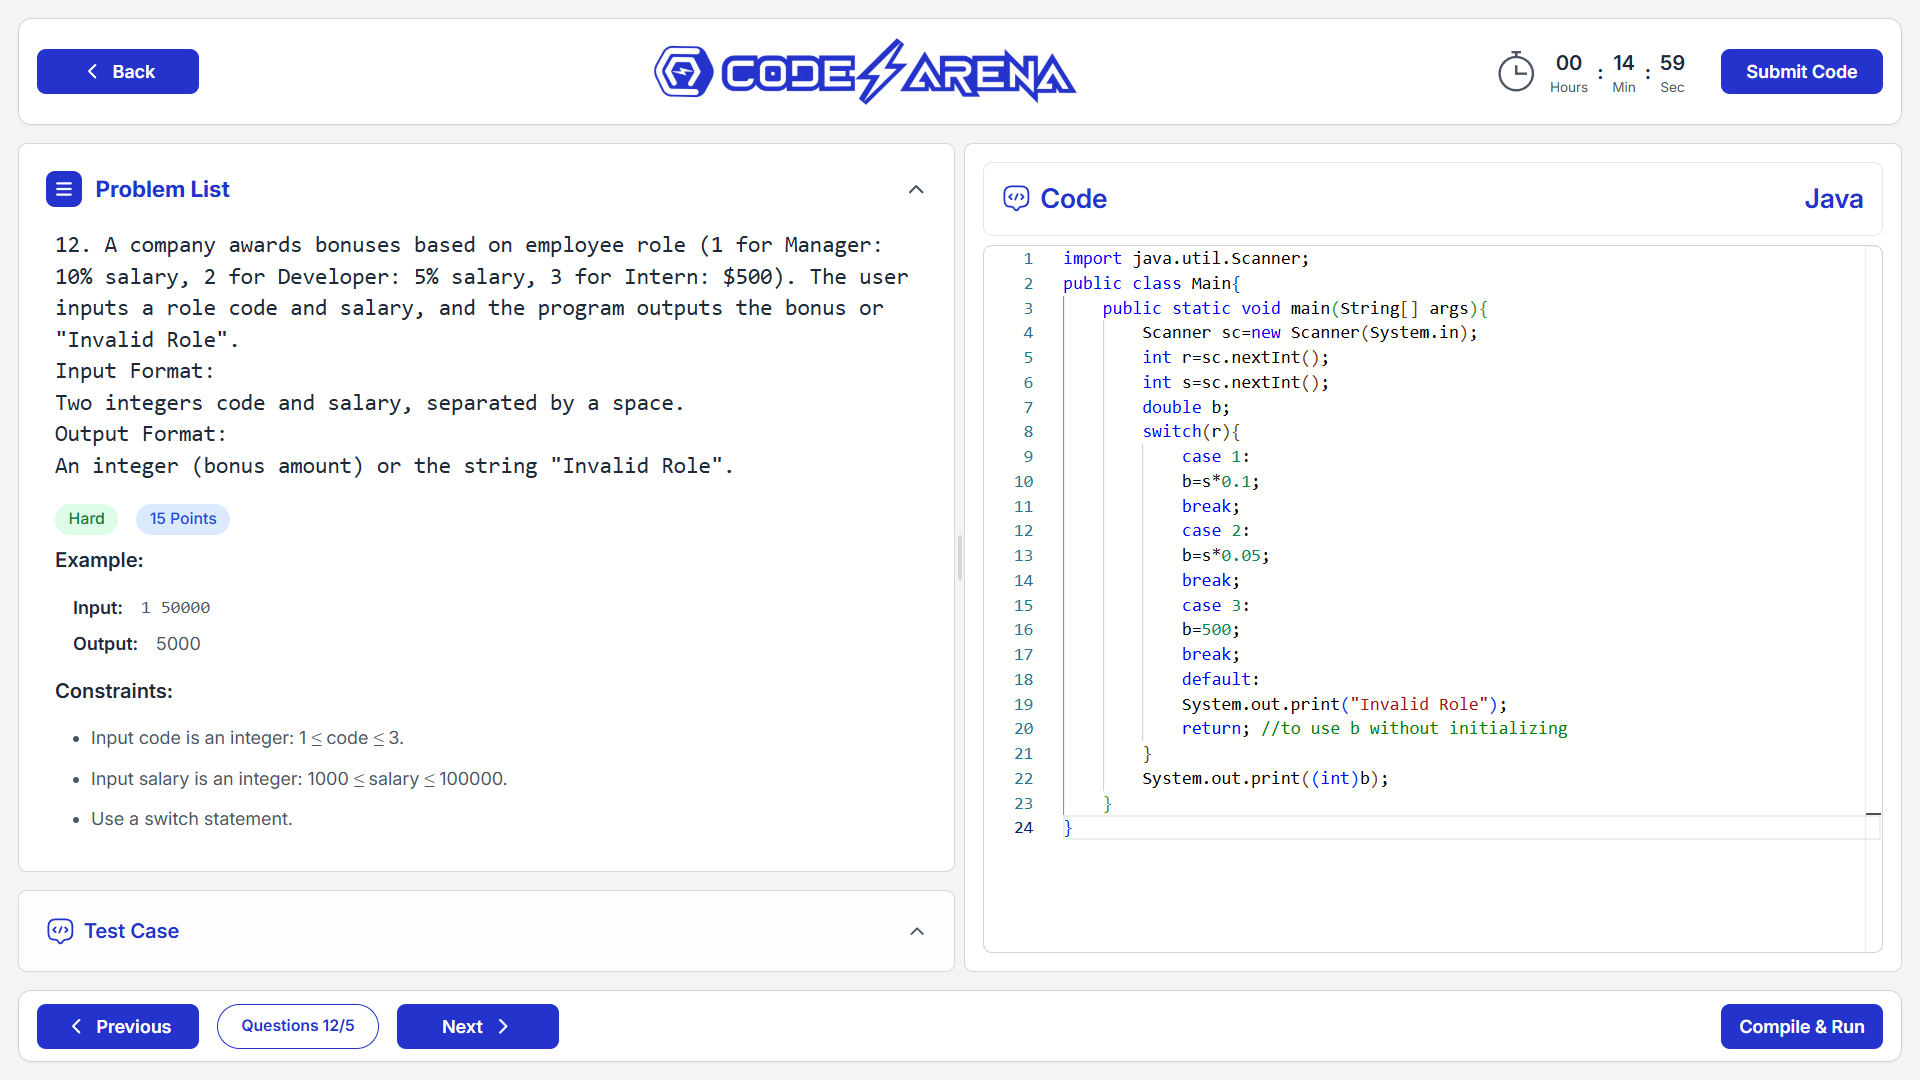 Back
CODE ARENA
00 : 14 : 59
Hours Min Sec
Submit Code
Problem List
12. A company awards bonuses based on employee role (1 for Manager:
10% salary, 2 for Developer: 5% salary, 3 for Intern: $500). The user
inputs a role code and salary, and the program outputs the bonus or
"Invalid Role".
Input Format:
Two integers code and salary, separated by a space.
Output Format:
An integer (bonus amount) or the string "Invalid Role".
Hard
15 Points
Example:
Input: 1 50000
Output: 5000
Constraints:
• Input code is an integer: 1 ≤ code ≤ 3.
• Input salary is an integer: 1000 ≤ salary ≤ 100000.
• Use a switch statement.
Test Case
Code
Java
1 import java.util.Scanner;
2 public class Main{
3     public static void main(String[] args){
4         Scanner sc=new Scanner(System.in);
5         int r=sc.nextInt();
6         int s=sc.nextInt();
7         double b;
8         switch(r){
9             case 1:
10             b=s*0.1;
11             break;
12             case 2:
13             b=s*0.05;
14             break;
15             case 3:
16             b=500;
17             break;
18             default:
19             System.out.print("Invalid Role");
20             return; //to use b without initializing
21         }
22         System.out.print((int)b);
23     }
24 }
Previous
Questions 12/5
Next
Compile & Run